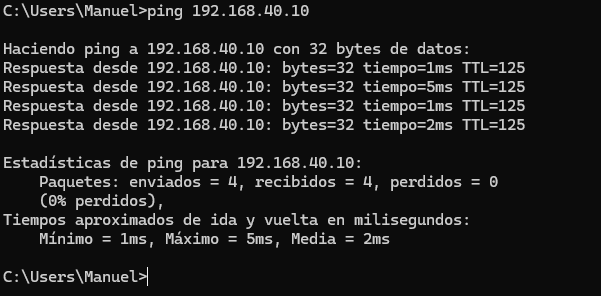 C:\Users\Manuel>ping 192.168.40.10
Haciendo ping a 192.168.40.10 con 32 bytes de datos:
Respuesta desde 192.168.40.10: bytes=32 tiempo=1ms TTL=125
Respuesta desde 192.168.40.10: bytes=32 tiempo=5ms TTL=125
Respuesta desde 192.168.40.10: bytes=32 tiempo=1ms TTL=125
Respuesta desde 192.168.40.10: bytes=32 tiempo=2ms TTL=125
Estadísticas de ping para 192.168.40.10:
Paquetes: enviados = 4, recibidos = 4, perdidos = 0
(0% perdidos),
Tiempos aproximados de ida y vuelta en milisegundos:
Mínimo = 1ms, Máximo = 5ms, Media = 2ms
C:\Users\Manuel>